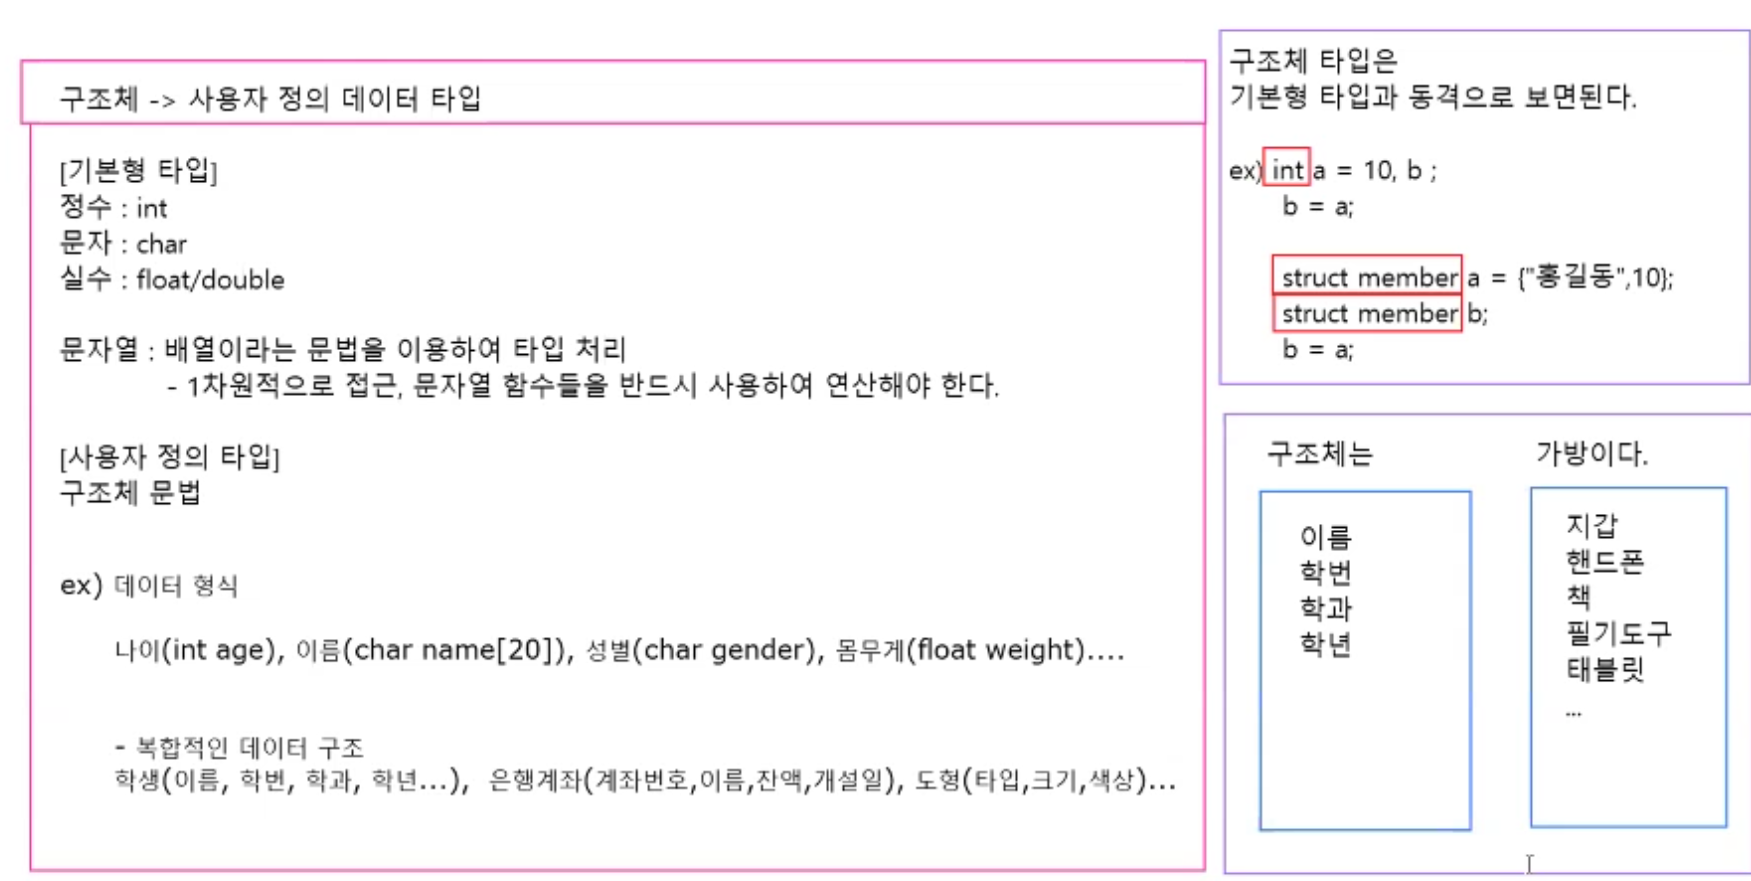 구조체 -> 사용자 정의 데이터 타입
[기본형 타입]
정수 : int
문자 : char
실수 : float/double
문자열 : 배열이라는 문법을 이용하여 타입 처리
- 1차원적으로 접근, 문자열 함수들을 반드시 사용하여 연산해야 한다.
[사용자 정의 타입]
구조체 문법
ex) 데이터 형식
나이(int age), 이름(char name[20]), 성별(char gender), 몸무게(float weight)....
- 복합적인 데이터 구조
학생(이름, 학번, 학과, 학년...), 은행계좌(계좌번호,이름,잔액,개설일), 도형(타입,크기,색상)...
구조체 타입은
기본형 타입과 동격으로 보면된다.
ex) int a = 10, b ;
b = a;
struct member a = {"홍길동",10};
struct member b;
b = a;
구조체는 가방이다.
이름
학번
학과
학년
지갑
핸드폰
책
필기도구
태블릿
...